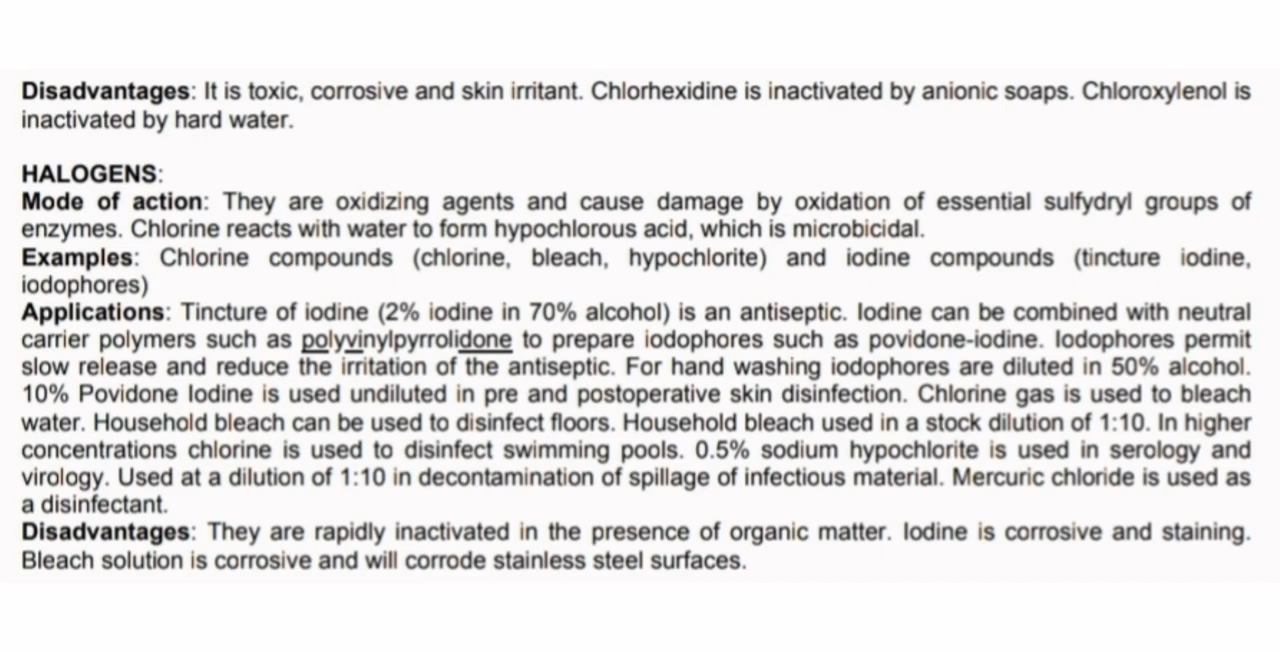 Disadvantages: It is toxic, corrosive and skin irritant. Chlorhexidine is inactivated by anionic soaps. Chloroxylenol is
inactivated by hard water.
HALOGENS:
Mode of action: They are oxidizing agents and cause damage by oxidation of essential sulfydryl groups of
enzymes. Chlorine reacts with water to form hypochlorous acid, which is microbicidal.
Examples: Chlorine compounds (chlorine, bleach, hypochlorite) and iodine compounds (tincture iodine,
iodophores)
Applications: Tincture of iodine (2% iodine in 70% alcohol) is an antiseptic. Iodine can be combined with neutral
carrier polymers such as polyvinylpyrrolidone to prepare iodophores such as povidone-iodine. Iodophores permit
slow release and reduce the irritation of the antiseptic. For hand washing iodophores are diluted in 50% alcohol.
10% Povidone Iodine is used undiluted in pre and postoperative skin disinfection. Chlorine gas is used to bleach
water. Household bleach can be used to disinfect floors. Household bleach used in a stock dilution of 1:10. In higher
concentrations chlorine is used to disinfect swimming pools. 0.5% sodium hypochlorite is used in serology and
virology. Used at a dilution of 1:10 in decontamination of spillage of infectious material. Mercuric chloride is used as
a disinfectant.
Disadvantages: They are rapidly inactivated in the presence of organic matter. Iodine is corrosive and staining.
Bleach solution is corrosive and will corrode stainless steel surfaces.